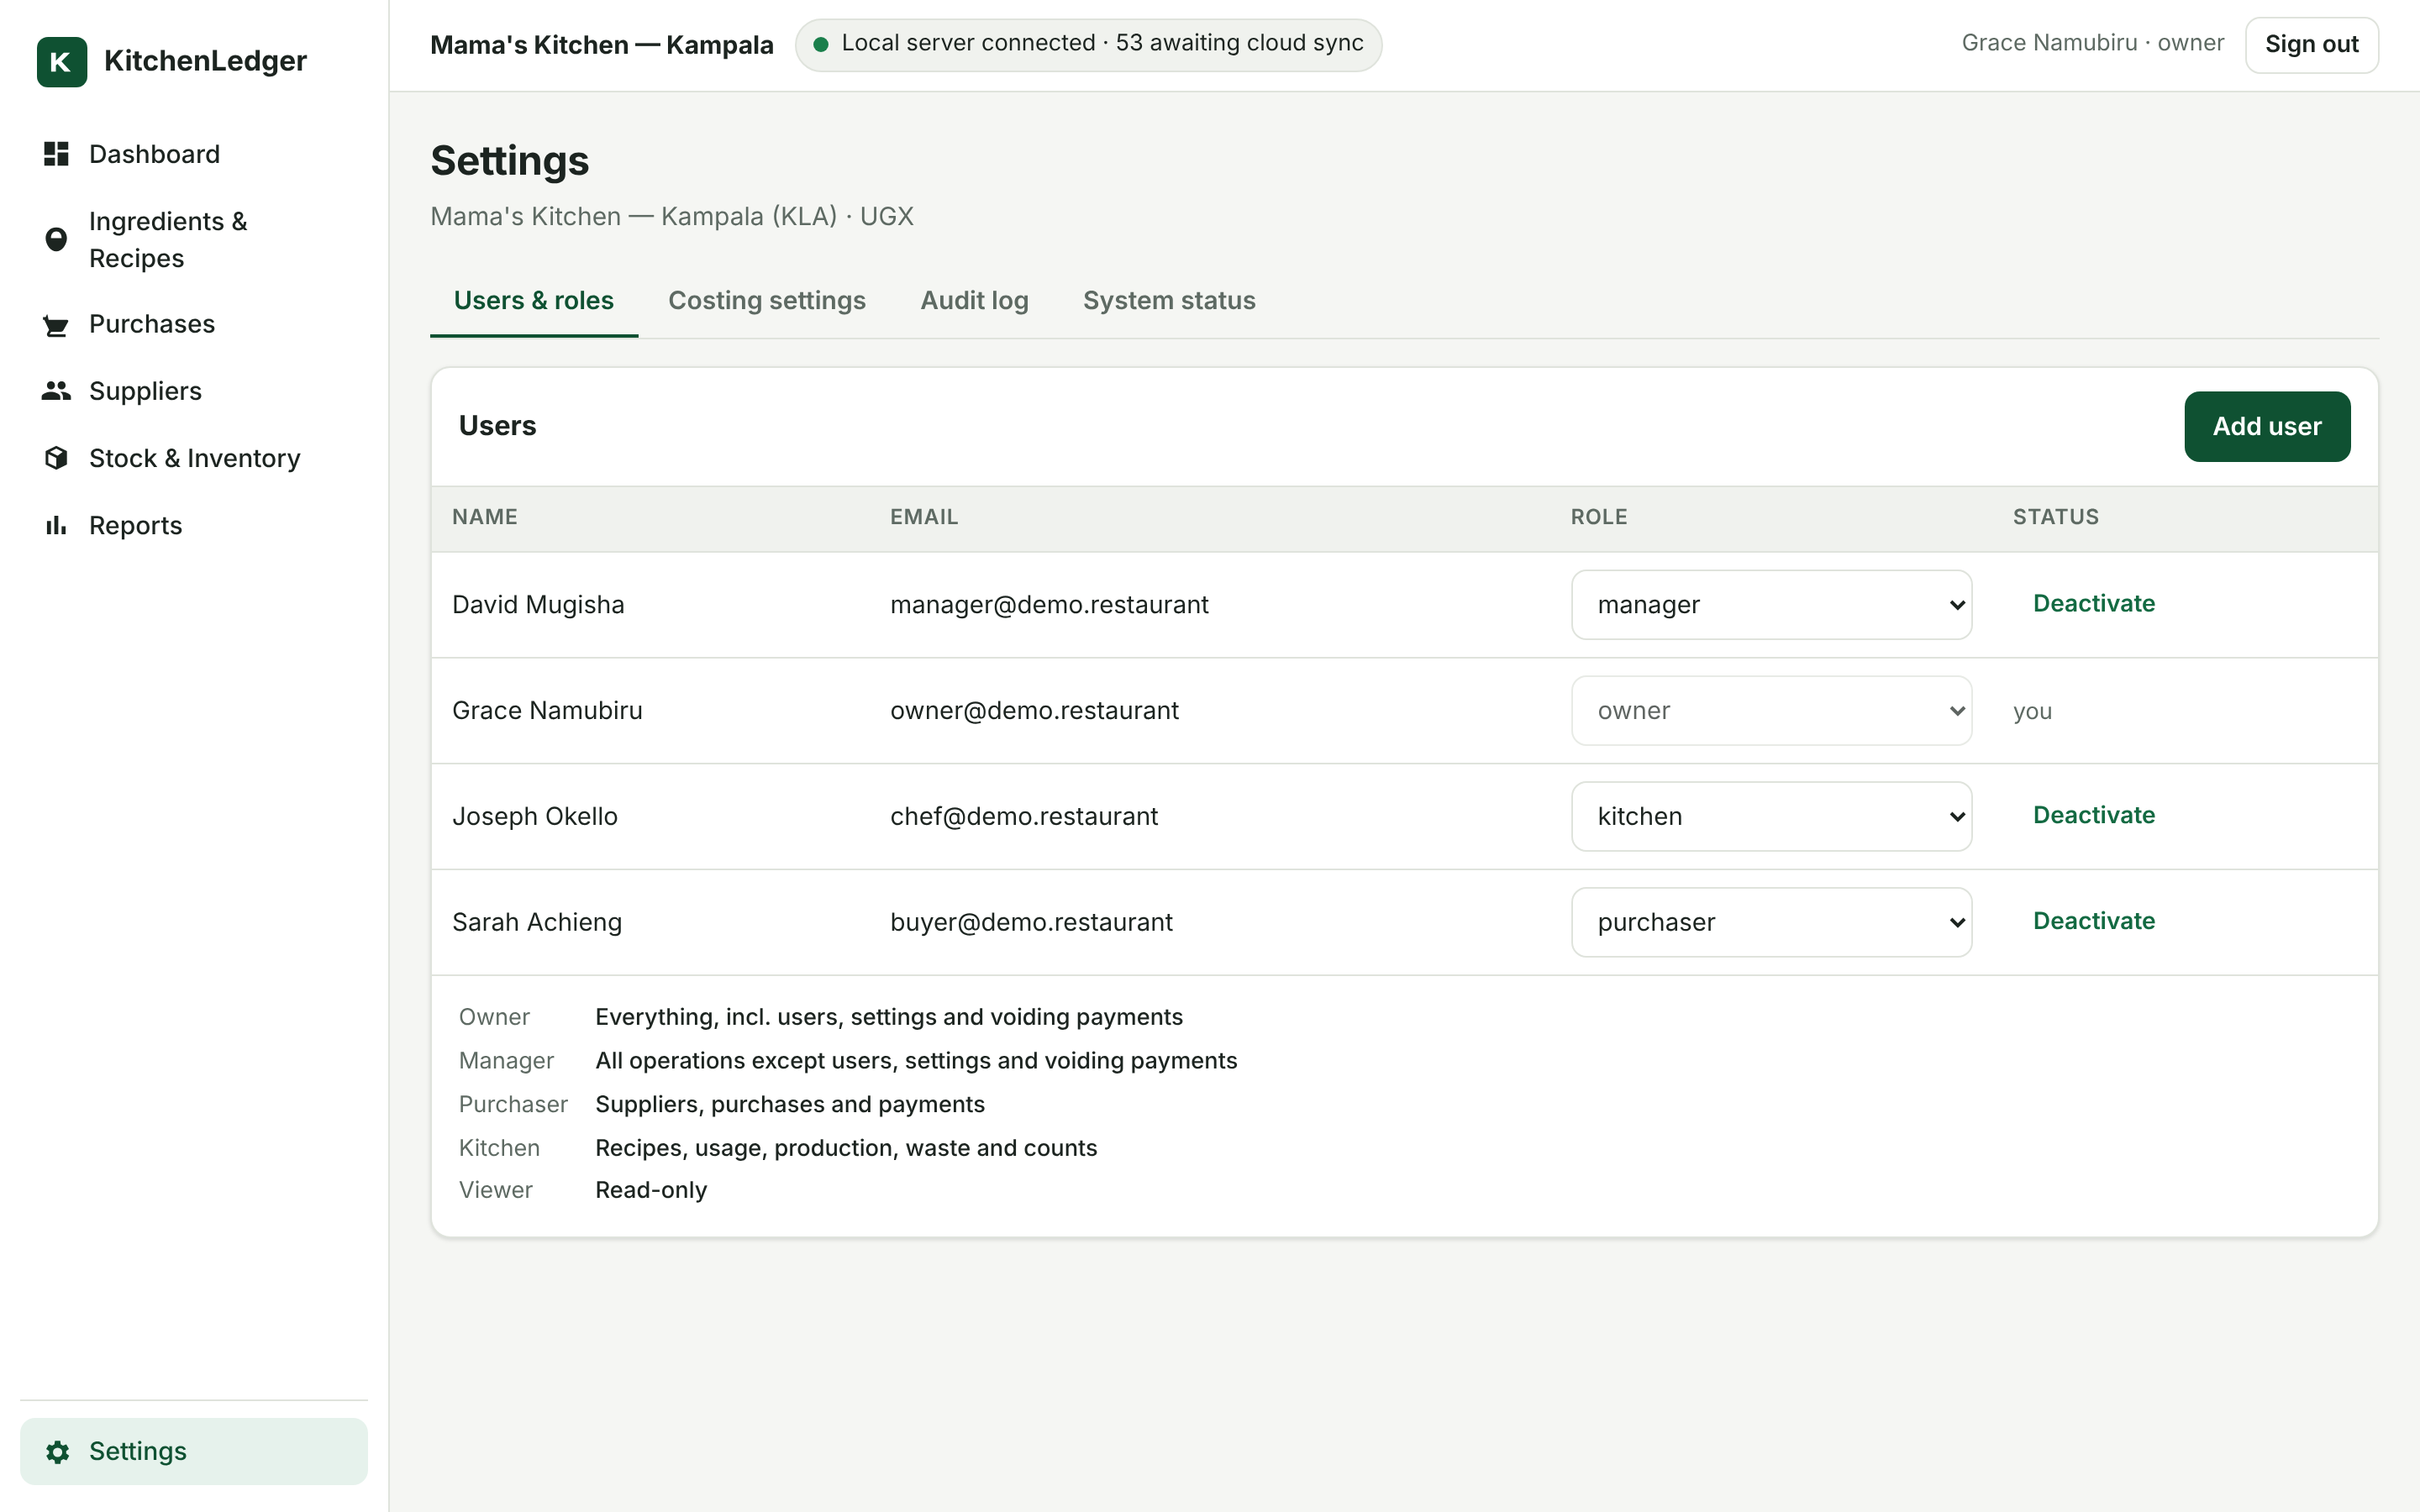 K KitchenLedger
Dashboard
Ingredients &
Recipes
Purchases
Suppliers
Stock & Inventory
Reports
Settings
Mama's Kitchen — Kampala
Local server connected · 53 awaiting cloud sync
Grace Namubiru · owner
Sign out
Settings
Mama's Kitchen — Kampala (KLA) · UGX
Users & roles Costing settings Audit log System status
Users
Add user
NAME EMAIL ROLE STATUS
David Mugisha manager@demo.restaurant manager Deactivate
Grace Namubiru owner@demo.restaurant owner you
Joseph Okello chef@demo.restaurant kitchen Deactivate
Sarah Achieng buyer@demo.restaurant purchaser Deactivate
Owner Everything, incl. users, settings and voiding payments
Manager All operations except users, settings and voiding payments
Purchaser Suppliers, purchases and payments
Kitchen Recipes, usage, production, waste and counts
Viewer Read-only